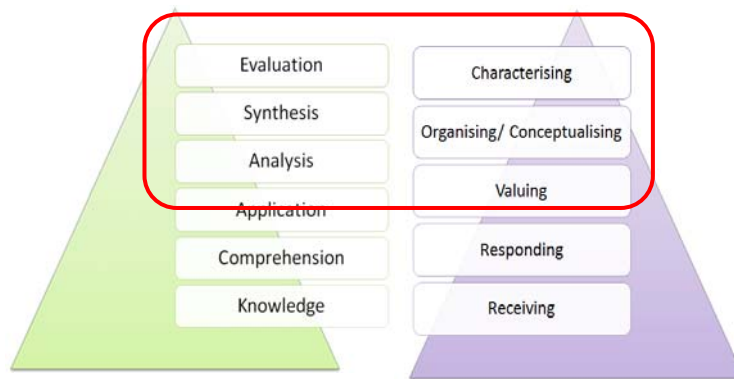 Evaluation
Synthesis
Analysis
Application
Comprehension
Knowledge
Characterising
Organising/ Conceptualising
Valuing
Responding
Receiving